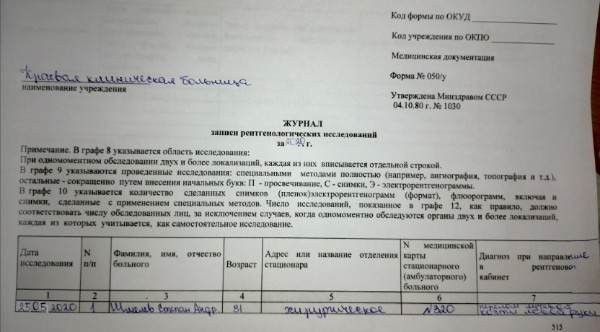 Код формы по ОКУД
Код учреждения по ОКПО
Медицинская документация
Форма № 050/у
Утверждена Минздравом СССР
04.10.80 г. № 1030
Краевая клиническая больница
наименование учреждения
ЖУРНАЛ
записи рентгенологических исследований
за 2020 г.
Примечание. В графе 8 указывается область исследования:
При одномоментном обследовании двух и более локализаций, каждая из них вписывается отдельной строкой.
В графе 9 указываются проведенные исследования: специальными методами полностью (например, ангиография, топография и т.д.),
остальные - сокращенно путем внесения начальных букв: П - просвечивание, С - снимки, Э - электрорентгенограммы.
В графе 10 указывается количество сделанных снимков (пленок)электрорентгенограмм (формат), флюорограмм, включая и
снимки, сделанные с применением специальных методов. Число исследований, показанное в графе 12, как правило, должно
соответствовать числу обследованных лиц, за исключением случаев, когда одномоментно обследуются органы двух и более локализаций,
каждая из которых учитывается, как самостоятельное исследование.
Дата исследования
N п/п
Фамилия, имя, отчество больного
Возраст
Адрес или название отделения стационара
N медицинской карты стационарного (амбулаторного) больного
Диагноз при направлении в рентгеновский кабинет
1 2 3 4 5 6 7
25.05.2020 1 Степан Андр. 31 хирургическое №320 перелом лучевой кости левой руки
515